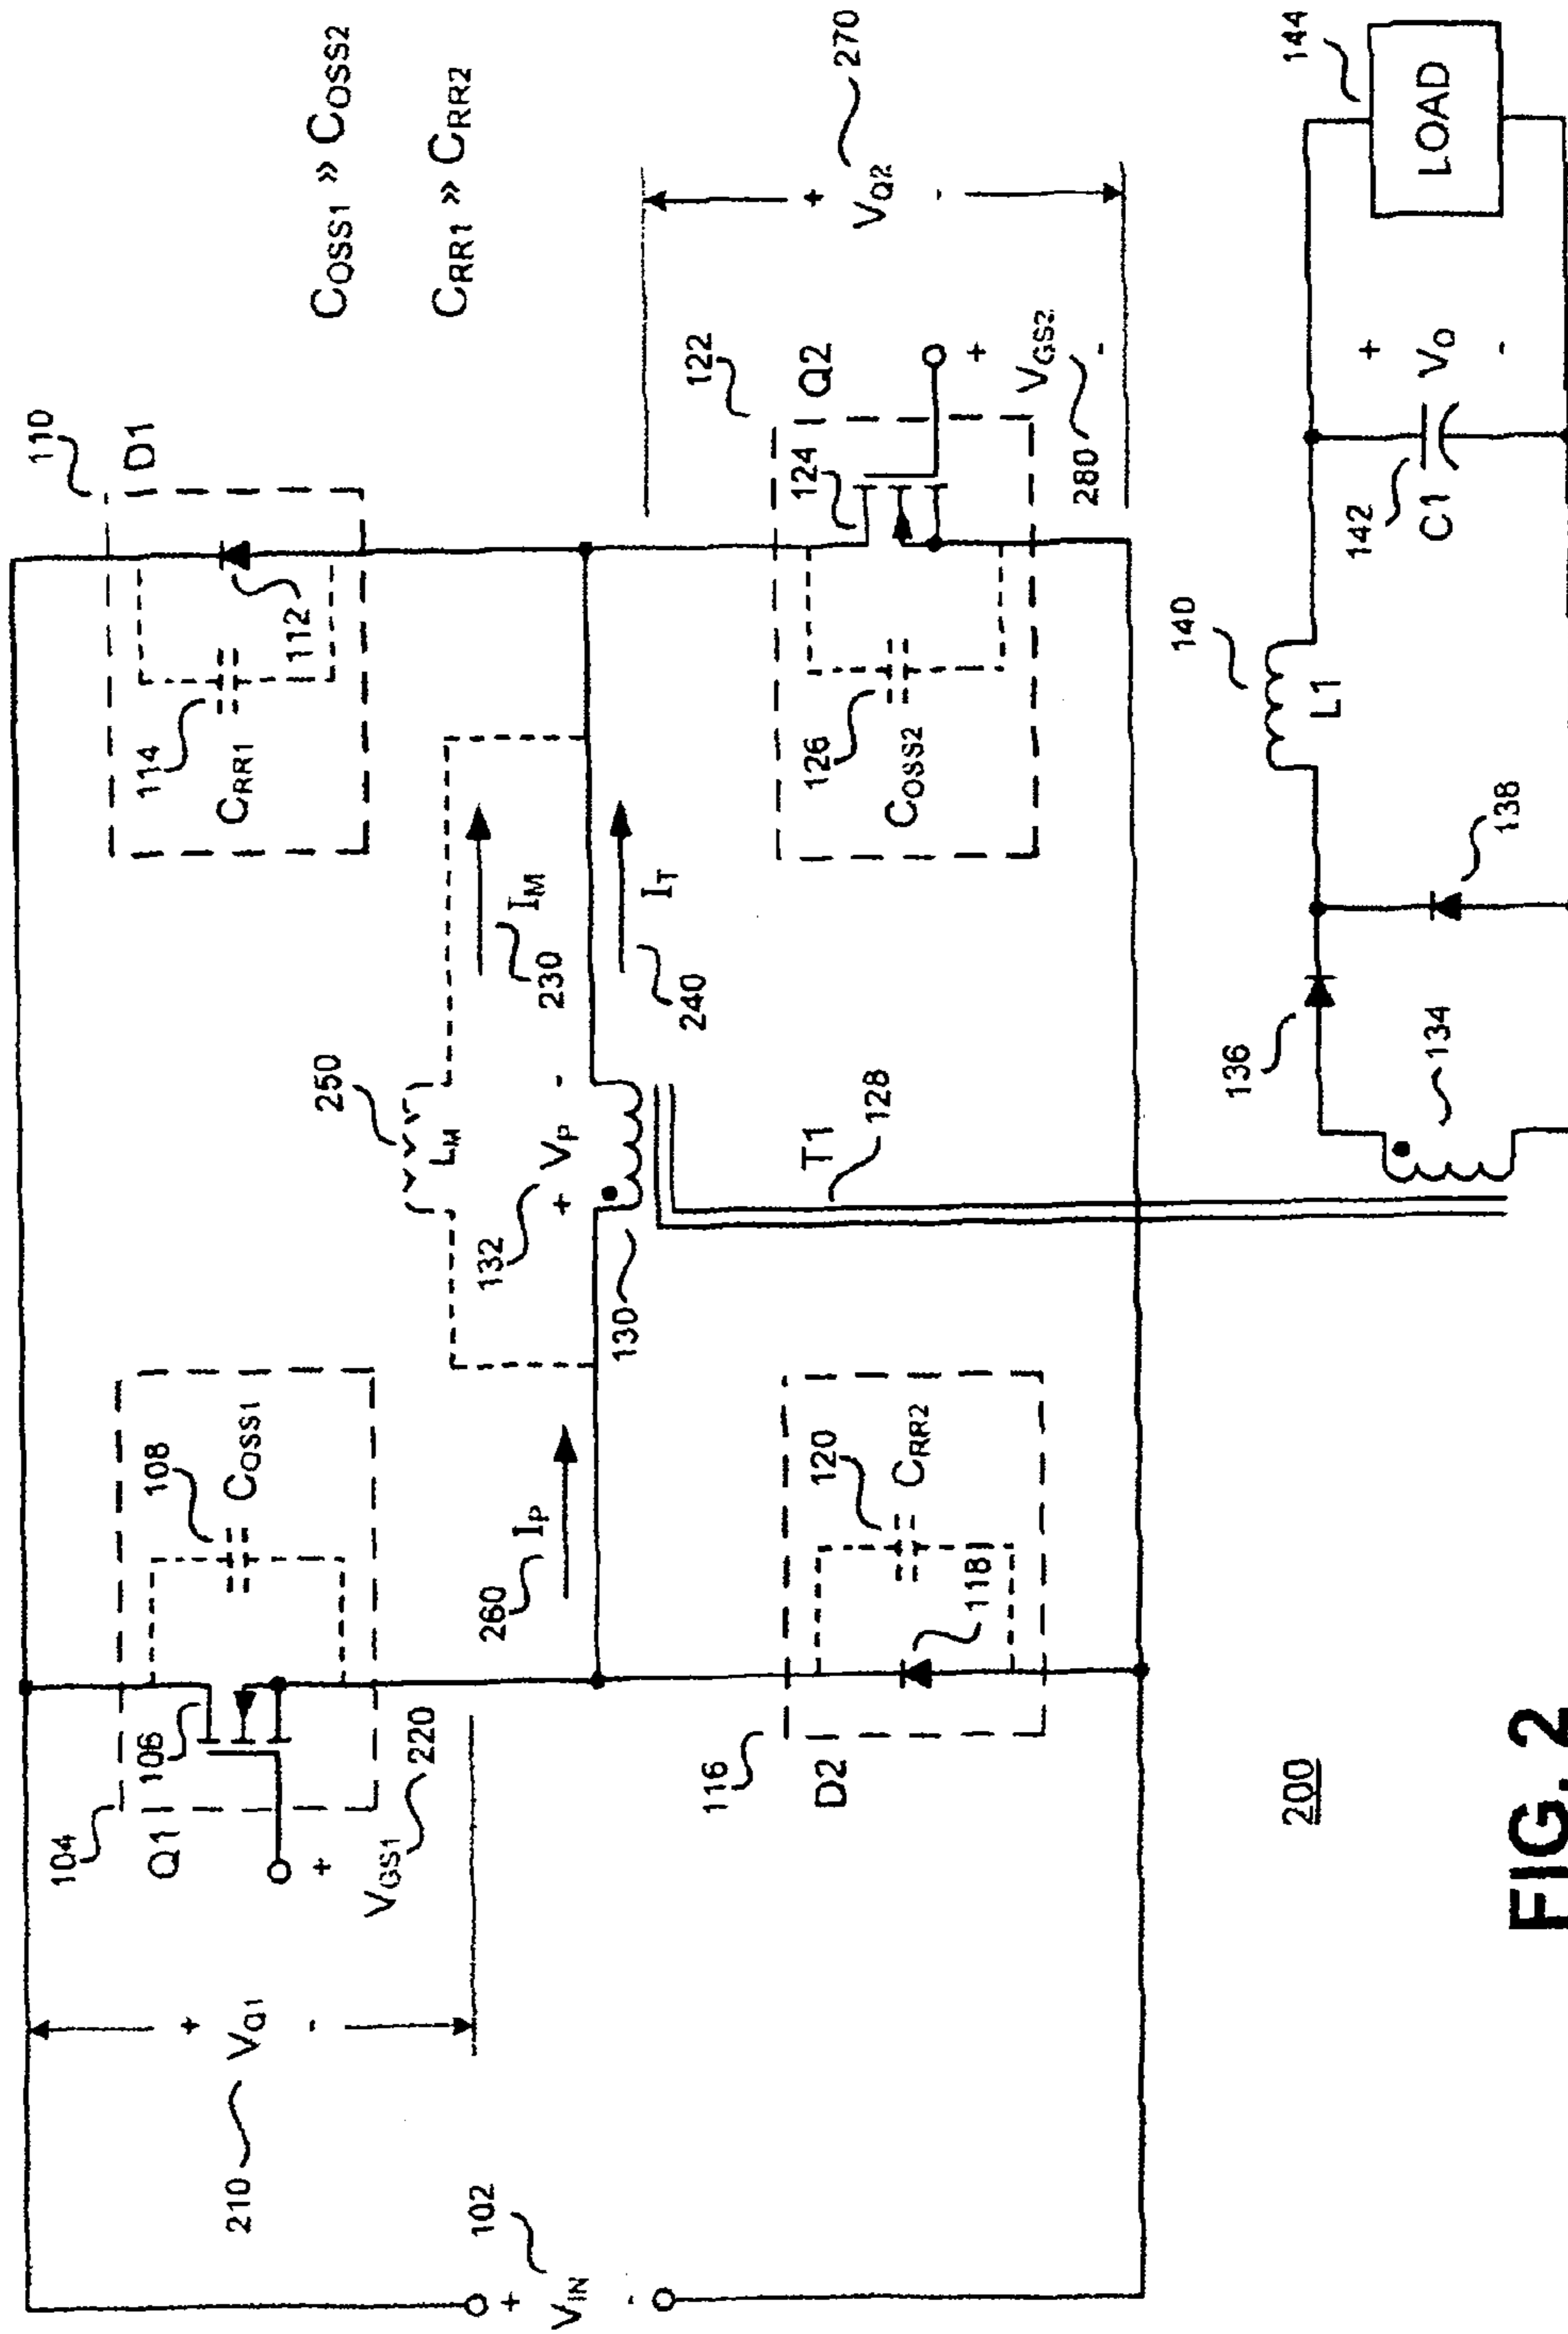 110
D1
COSS1 » COSS2
CRR1 » CRR2
104
Q1
106
108
COSS1
114
CRR1
112
+
VGS1
220
210
+
VQ1
-
250
LM
132
+ VP -
130
IM
230
IT
240
260
IP
102
+
VIN
-
116
D2
118
120
CRR2
T1
128
122
Q2
124
126
COSS2
+
VGS2
-
280
+
VQ2
-
270
136
134
138
140
L1
142
C1
+
VO
-
144
LOAD
200
FIG. 2